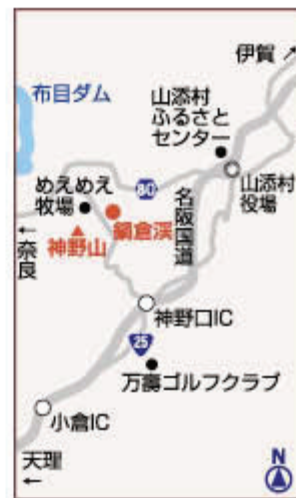 伊賀
布目ダム
山添村
ふるさと
センター
80
山添村
役場
めえめえ
牧場
名阪国道
鍋倉渓
神野山
←奈良
神野口IC
25
万壽ゴルフクラブ
小倉IC
天理
←
N